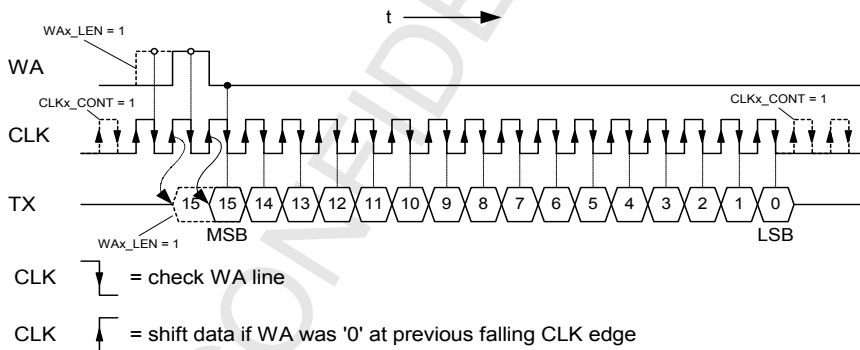 t
WAx_LEN = 1
WA
CLKx_CONT = 1
CLKx_CONT = 1
CLK
TX
15 15 14 13 12 11 10 9 8 7 6 5 4 3 2 1 0
MSB
LSB
WAx_LEN = 1
CLK = check WA line
CLK = shift data if WA was '0' at previous falling CLK edge
CONFIDE